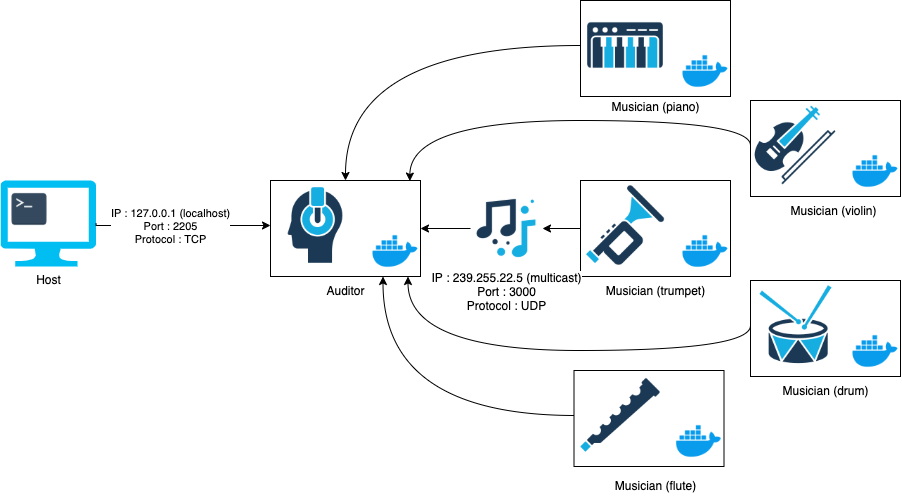 Musician (piano)
Musician (violin)
IP : 127.0.0.1 (localhost)
Port : 2205
Protocol : TCP
>_
Host
Auditor
IP : 239.255.22.5 (multicast)
Port : 3000
Protocol : UDP
Musician (trumpet)
Musician (drum)
Musician (flute)